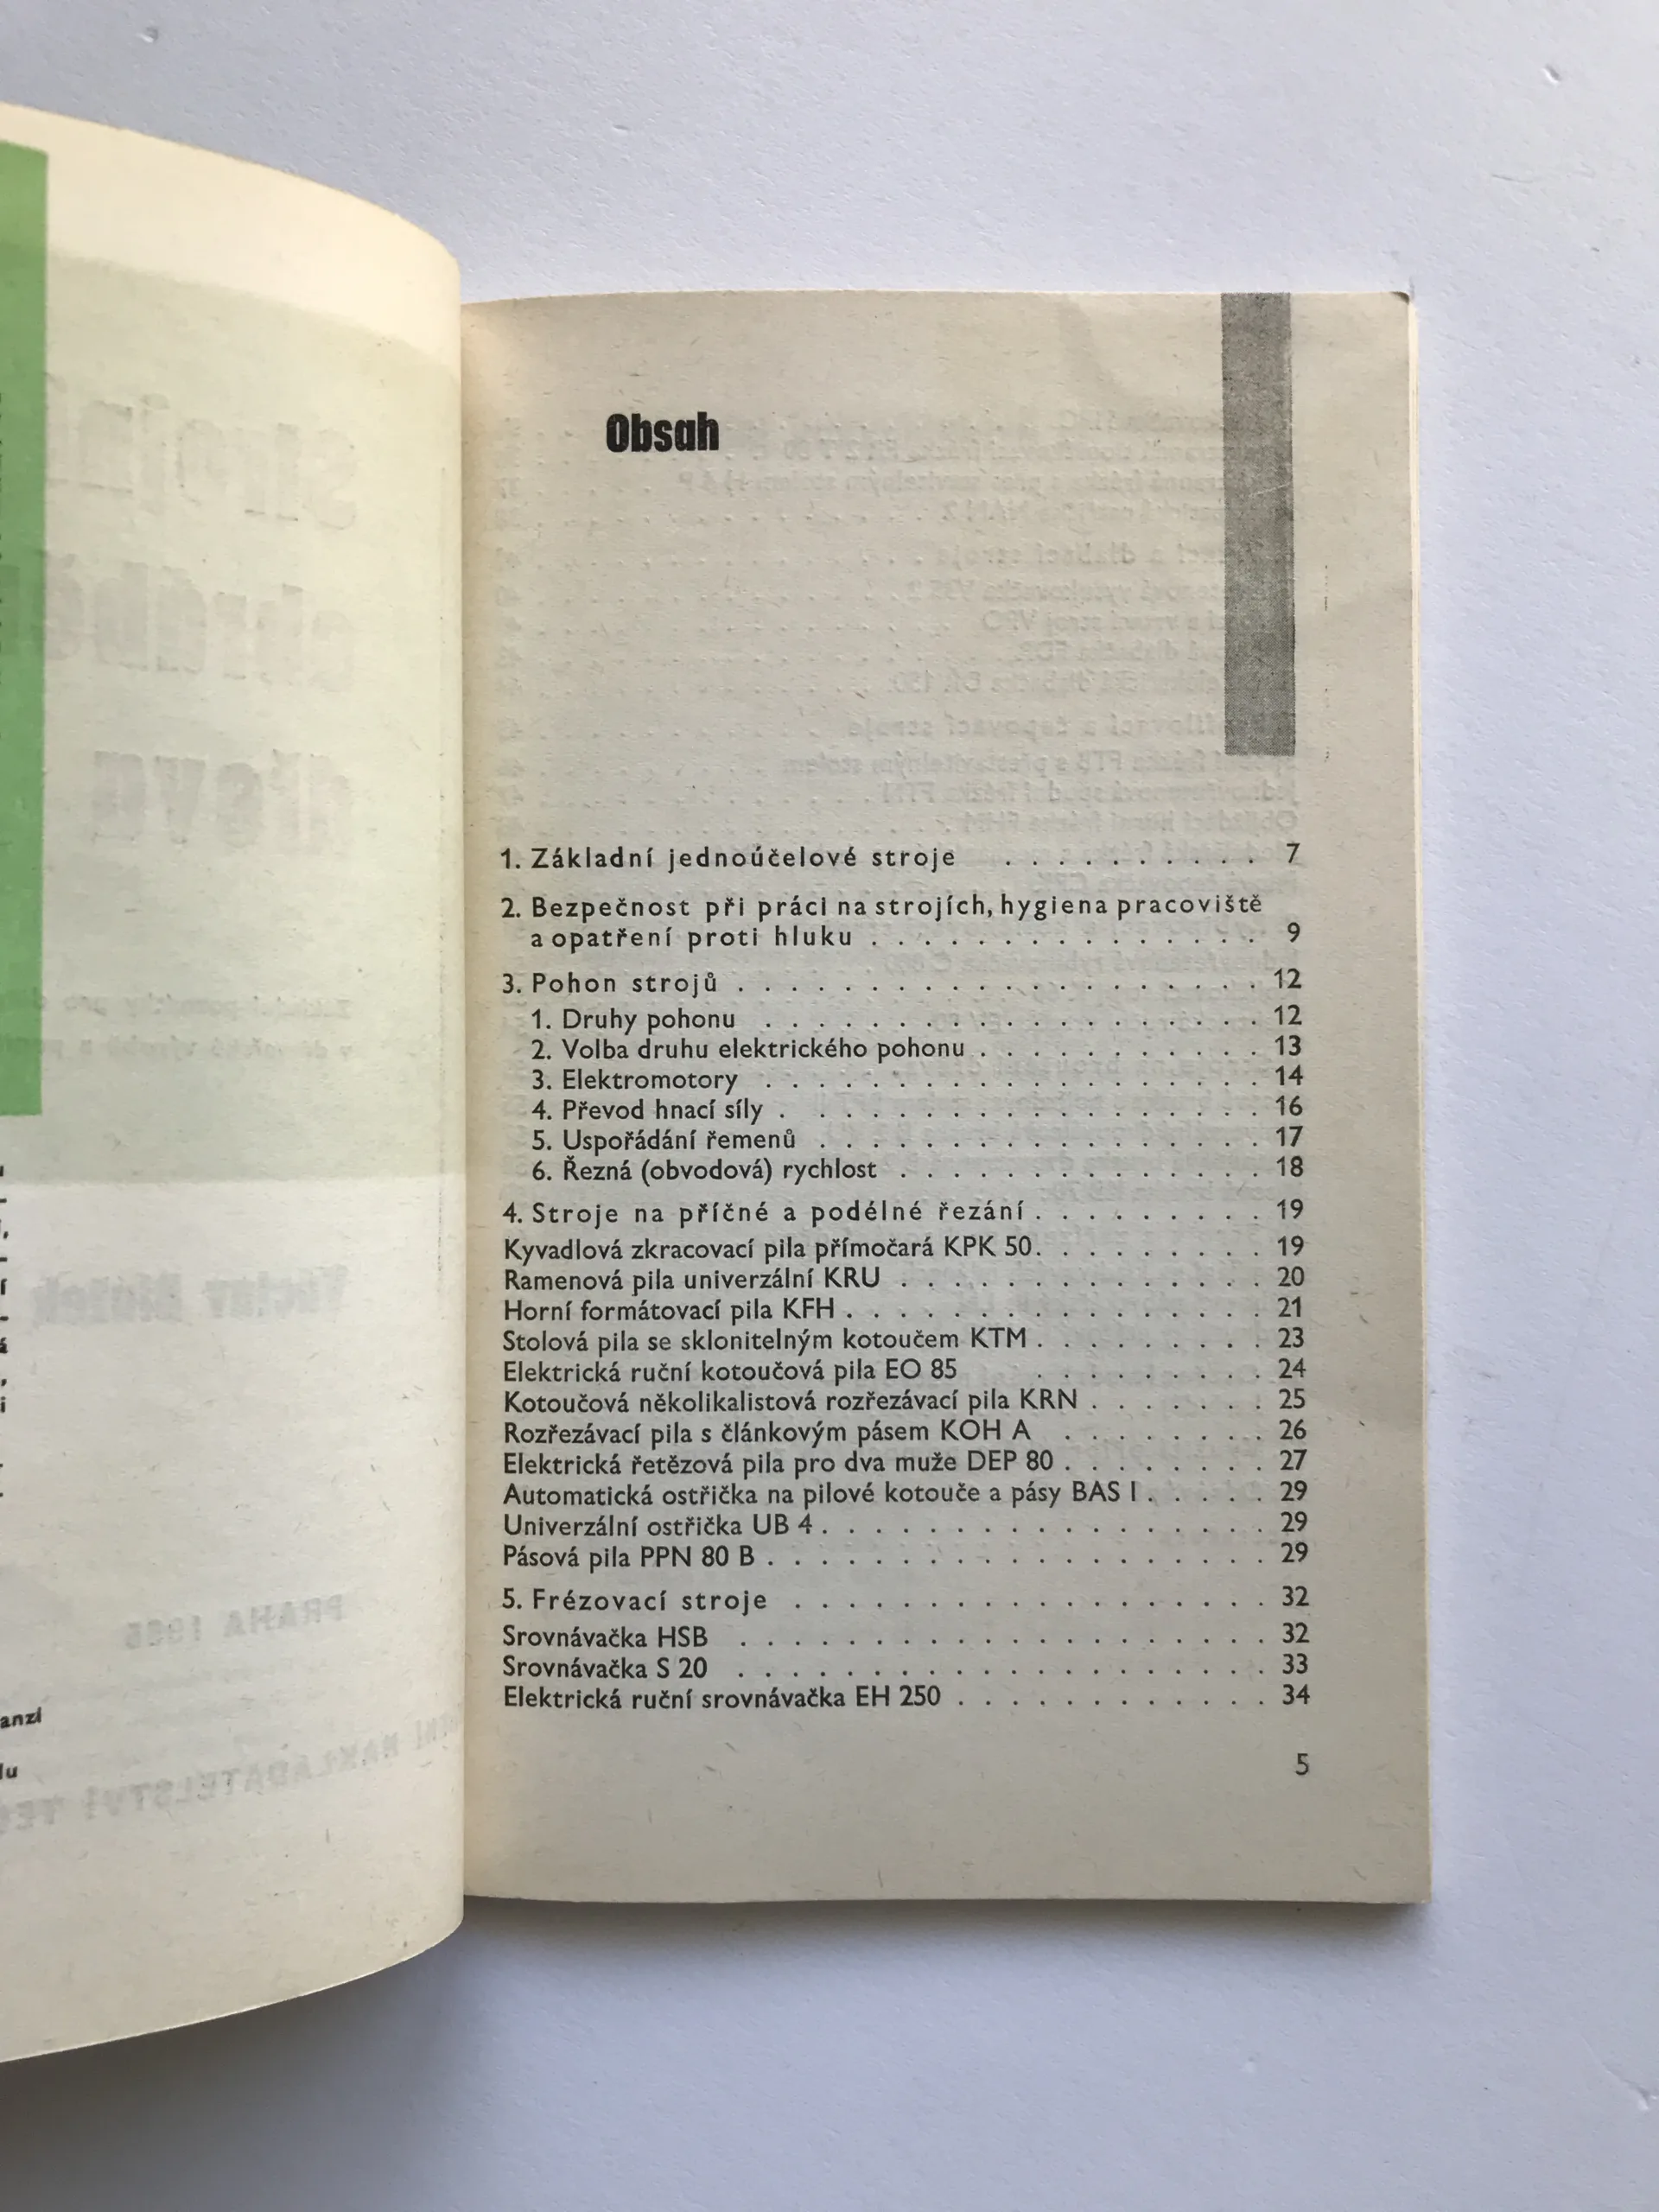 Obsah
1. Základní jednoúčelové stroje . . . . . . . . . . 7
2. Bezpečnost při práci na strojích, hygiena pracoviště
a opatření proti hluku . . . . . . . . . . . . . . . 9
3. Pohon strojů . . . . . . . . . . . . . . . . . . . . 12
1. Druhy pohonu . . . . . . . . . . . . . . . . . . . 12
2. Volba druhu elektrického pohonu . . . . . . . . . . . 13
3. Elektromotory . . . . . . . . . . . . . . . . . . . 14
4. Převod hnací síly . . . . . . . . . . . . . . . . . . 16
5. Uspořádání řemenů . . . . . . . . . . . . . . . . . 17
6. Řezná (obvodová) rychlost . . . . . . . . . . . . . . 18
4. Stroje na příčné a podélné řezání . . . . . . . . . 19
Kyvadlová zkracovací pila přímočará KPK 50 . . . . . . . . . 19
Ramenová pila univerzální KRU . . . . . . . . . . . . . . 20
Horní formátovací pila KFH . . . . . . . . . . . . . . . . 21
Stolová pila se sklonitelným kotoučem KTM . . . . . . . . . 23
Elektrická ruční kotoučová pila EO 85 . . . . . . . . . 24
Kotoučová několikalistová rozřezávací pila KRN . . . . . . . 25
Rozřezávací pila s článkovým pásem KOH A . . . . . . . . 26
Elektrická řetězová pila pro dva muže DEP 80 . . . . . . . . 27
Automatická ostřička na pilové kotouče a pásy BAS I . . . . . 29
Univerzální ostřička UB 4 . . . . . . . . . . . . . . . . . 29
Pásová pila PPN 80 B . . . . . . . . . . . . . . . . . . . 29
5. Frézovací stroje . . . . . . . . . . . . . . . . . . 32
Srovnávačka HSB . . . . . . . . . . . . . . . . . . . . 32
Srovnávačka S 20 . . . . . . . . . . . . . . . . . . . . 33
Elektrická ruční srovnávačka EH 250 . . . . . . . . . . . . 34
5